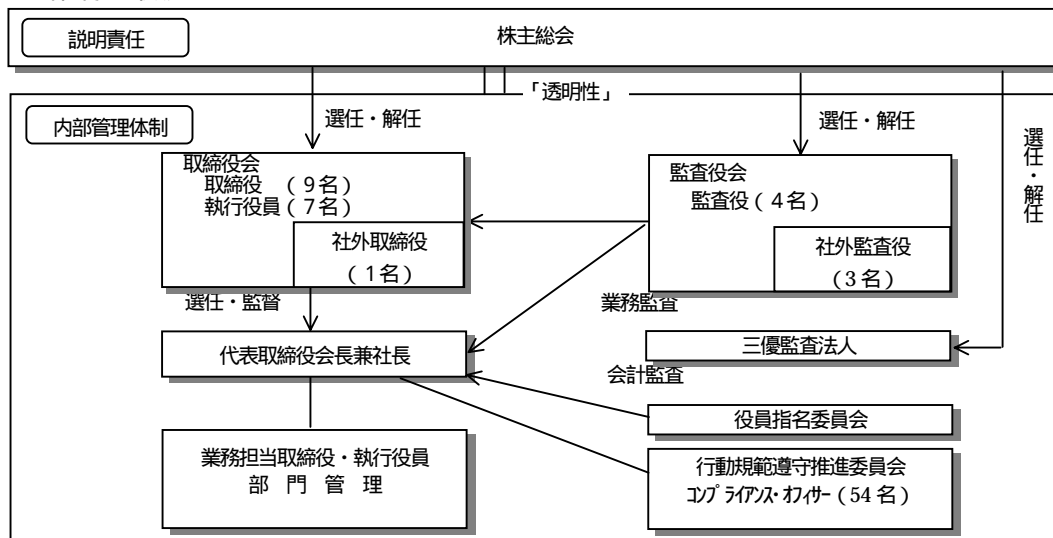 説明責任
株主総会
「透明性」
内部管理体制
選任・解任
選任・解任
選任・解任
取締役会
取締役 （9名）
執行役員（7名）
社外取締役
（1名）
監査役会
監査役（4名）
社外監査役
（3名）
選任・監督
業務監査
代表取締役会長兼社長
三優監査法人
会計監査
役員指名委員会
業務担当取締役・執行役員
部 門 管 理
行動規範遵守推進委員会
ｺﾝﾌﾟﾗｲｱﾝｽ・ｵﾌｨｻｰ（54名）